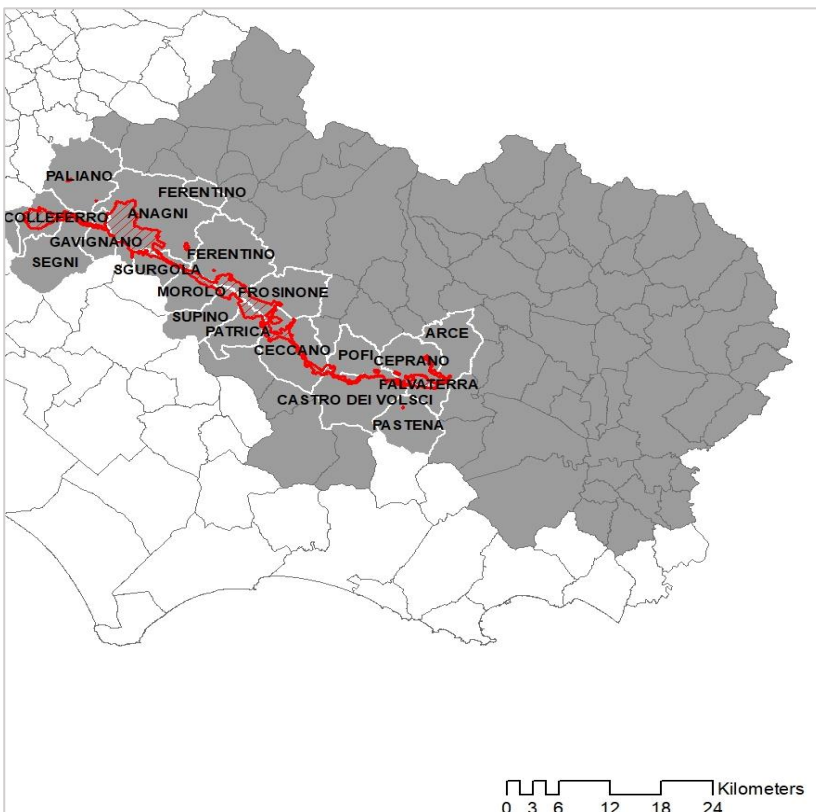 PALIANO
FERENTINO
COLLEFERRO
ANAGNI
GAVIGNANO
FERENTINO
SEGNI
SGURGOLA
MOROLO
FROSINONE
SUPINO
PATRICA
ARCE
CECCANO
POFI
CEPRANO
FALVATERRA
CASTRO DEI VOLSCI
PASTENA
Kilometers
0 3 6 12 18 24